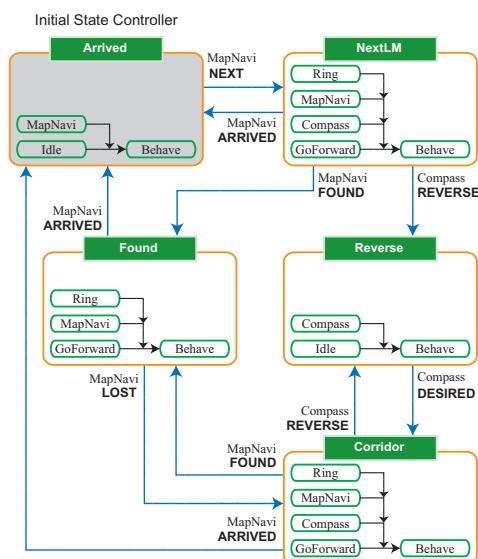 Initial State Controller
Arrived
MapNavi
Idle
Behave
MapNavi
NEXT
MapNavi
ARRIVED
NextLM
Ring
MapNavi
Compass
GoForward
Behave
MapNavi
FOUND
Compass
REVERSE
MapNavi
ARRIVED
Found
Ring
MapNavi
GoForward
Behave
Reverse
Compass
Idle
Behave
MapNavi
LOST
Compass
REVERSE
Compass
DESIRED
MapNavi
FOUND
MapNavi
ARRIVED
Corridor
Ring
MapNavi
Compass
GoForward
Behave